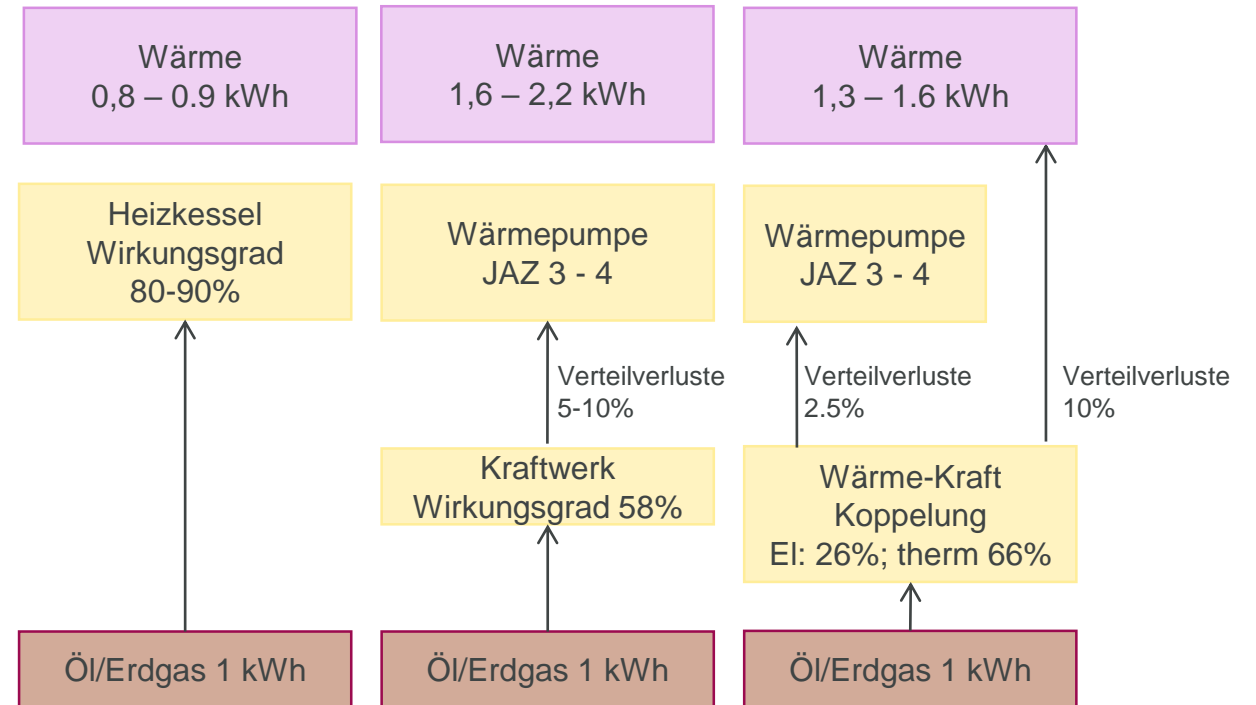 Wärme
0,8 – 0.9 kWh
Wärme
1,6 – 2,2 kWh
Wärme
1,3 – 1.6 kWh
Heizkessel
Wirkungsgrad
80-90%
Wärmepumpe
JAZ 3 - 4
Wärmepumpe
JAZ 3 - 4
Verteilverluste
5-10%
Verteilverluste
2.5%
Verteilverluste
10%
Kraftwerk
Wirkungsgrad 58%
Wärme-Kraft
Koppelung
El: 26%; therm 66%
Öl/Erdgas 1 kWh
Öl/Erdgas 1 kWh
Öl/Erdgas 1 kWh